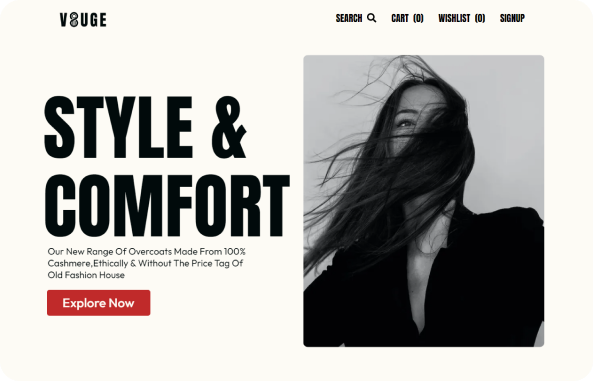 V8UGE
SEARCH CART (0) WISHLIST (0) SIGNUP
STYLE &
COMFORT
Our New Range Of Overcoats Made From 100%
Cashmere,Ethically & Without The Price Tag Of
Old Fashion House
Explore Now